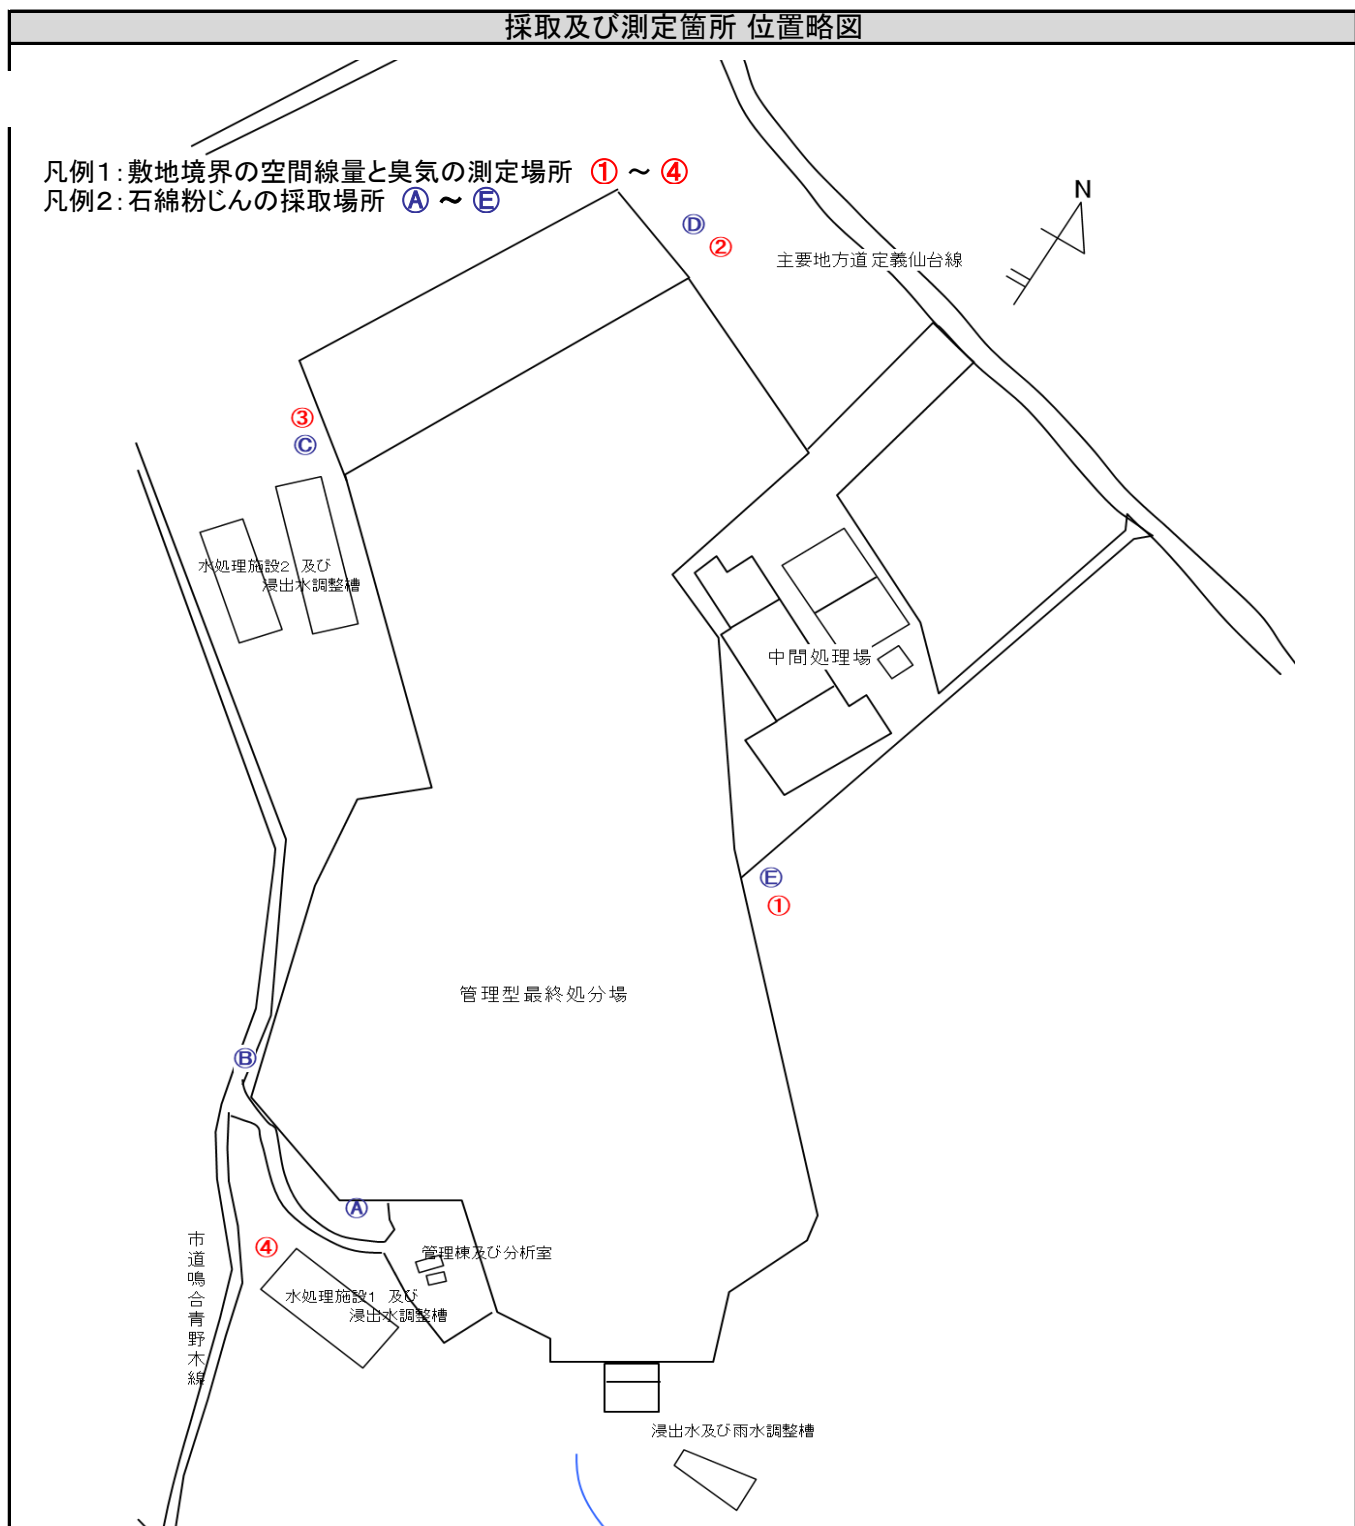 採取及び測定箇所 位置略図
凡例1：敷地境界の空間線量と臭気の測定場所 ① ～ ④
凡例2：石綿粉じんの採取場所 Ⓐ ～ Ⓔ
N
Ⓓ
②
主要地方道 定義仙台線
③
Ⓒ
水処理施設2 及び
浸出水調整槽
中間処理場
Ⓔ
①
管理型最終処分場
Ⓑ
Ⓐ
④
市道鳴合青野木線
管理棟及び分析室
水処理施設1 及び
浸出水調整槽
浸出水及び雨水調整槽